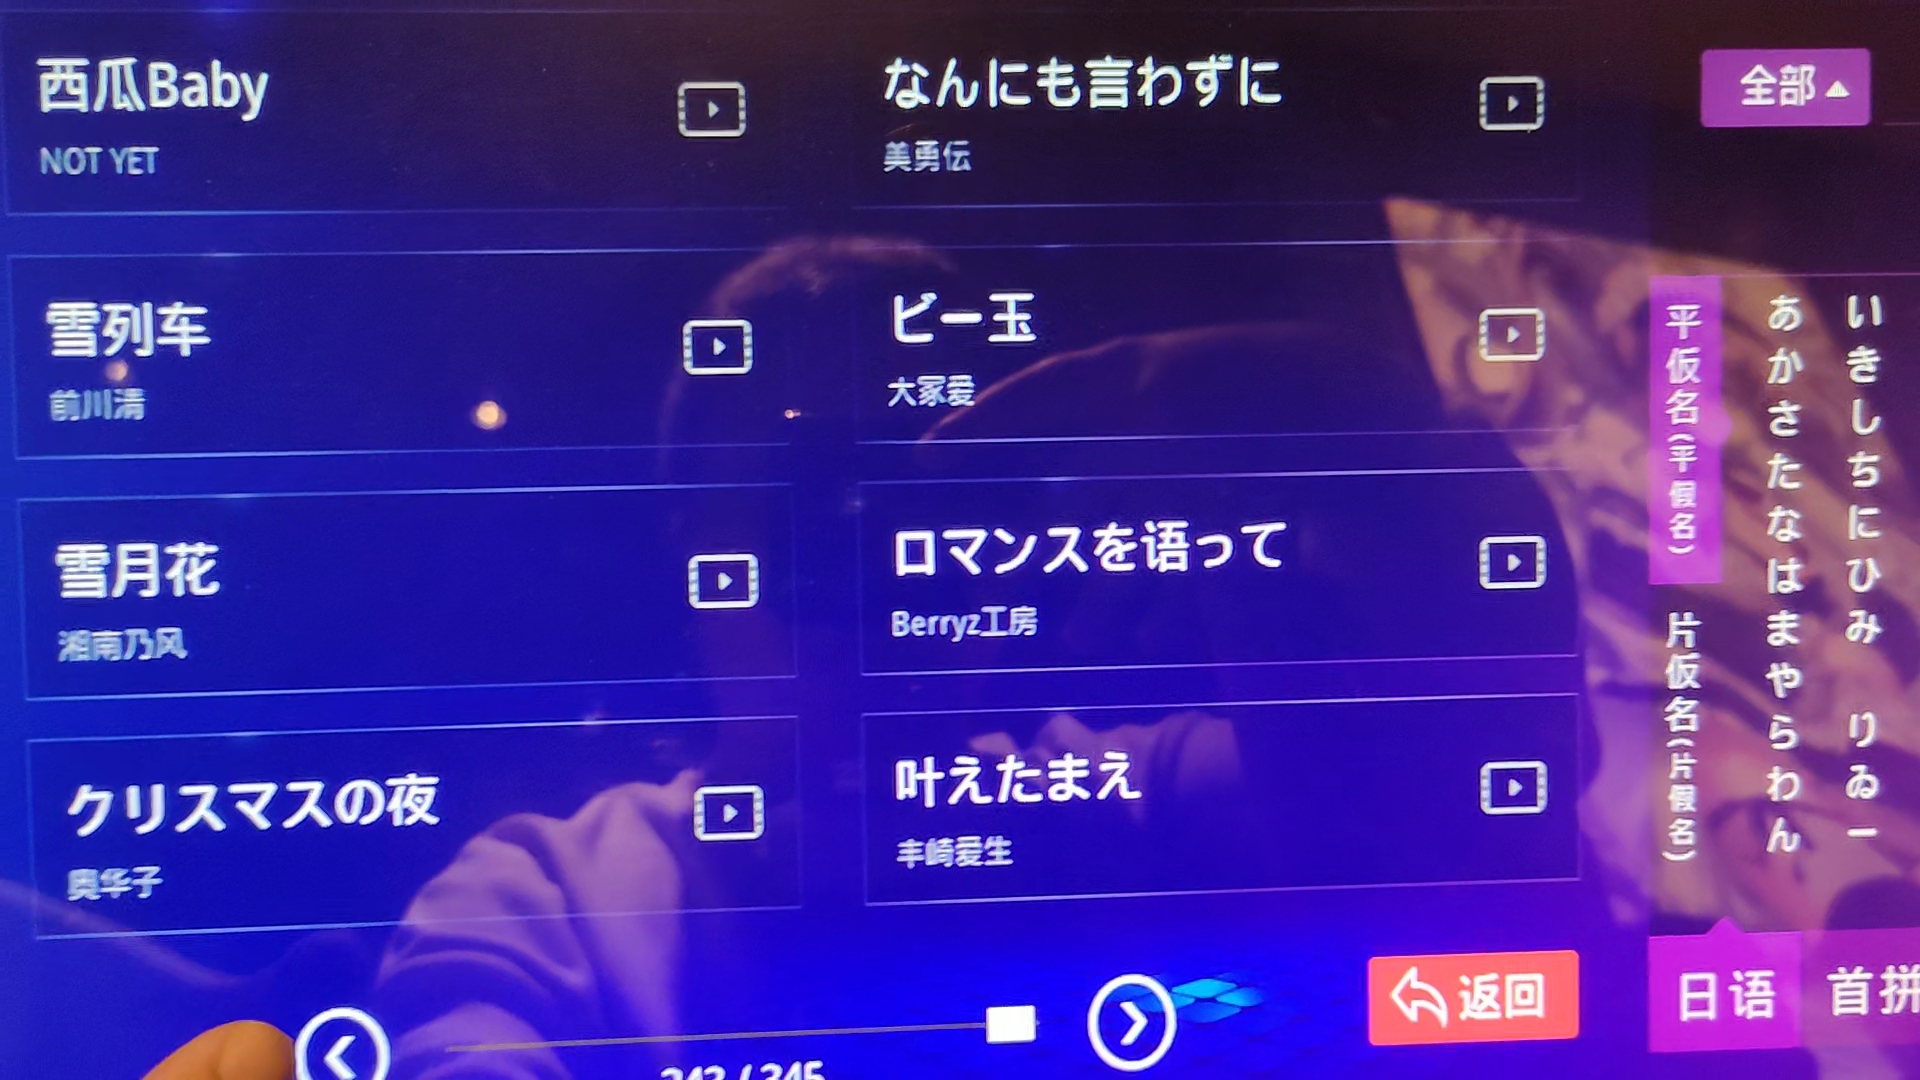 西瓜Baby
NOT YET
なんにも言わずに
美勇伝
全部
雪列车
前川清
ビー玉
大冢爱
雪月花
湘南乃风
ロマンスを语って
Berryz工房
クリスマスの夜
奥华子
叶えたまえ
丰崎爱生
平仮名(平假名)
片仮名(片假名)
あかさたなはまやらわん
いきしちにひみ りゐー
返回
日语
首拼
343 / 345